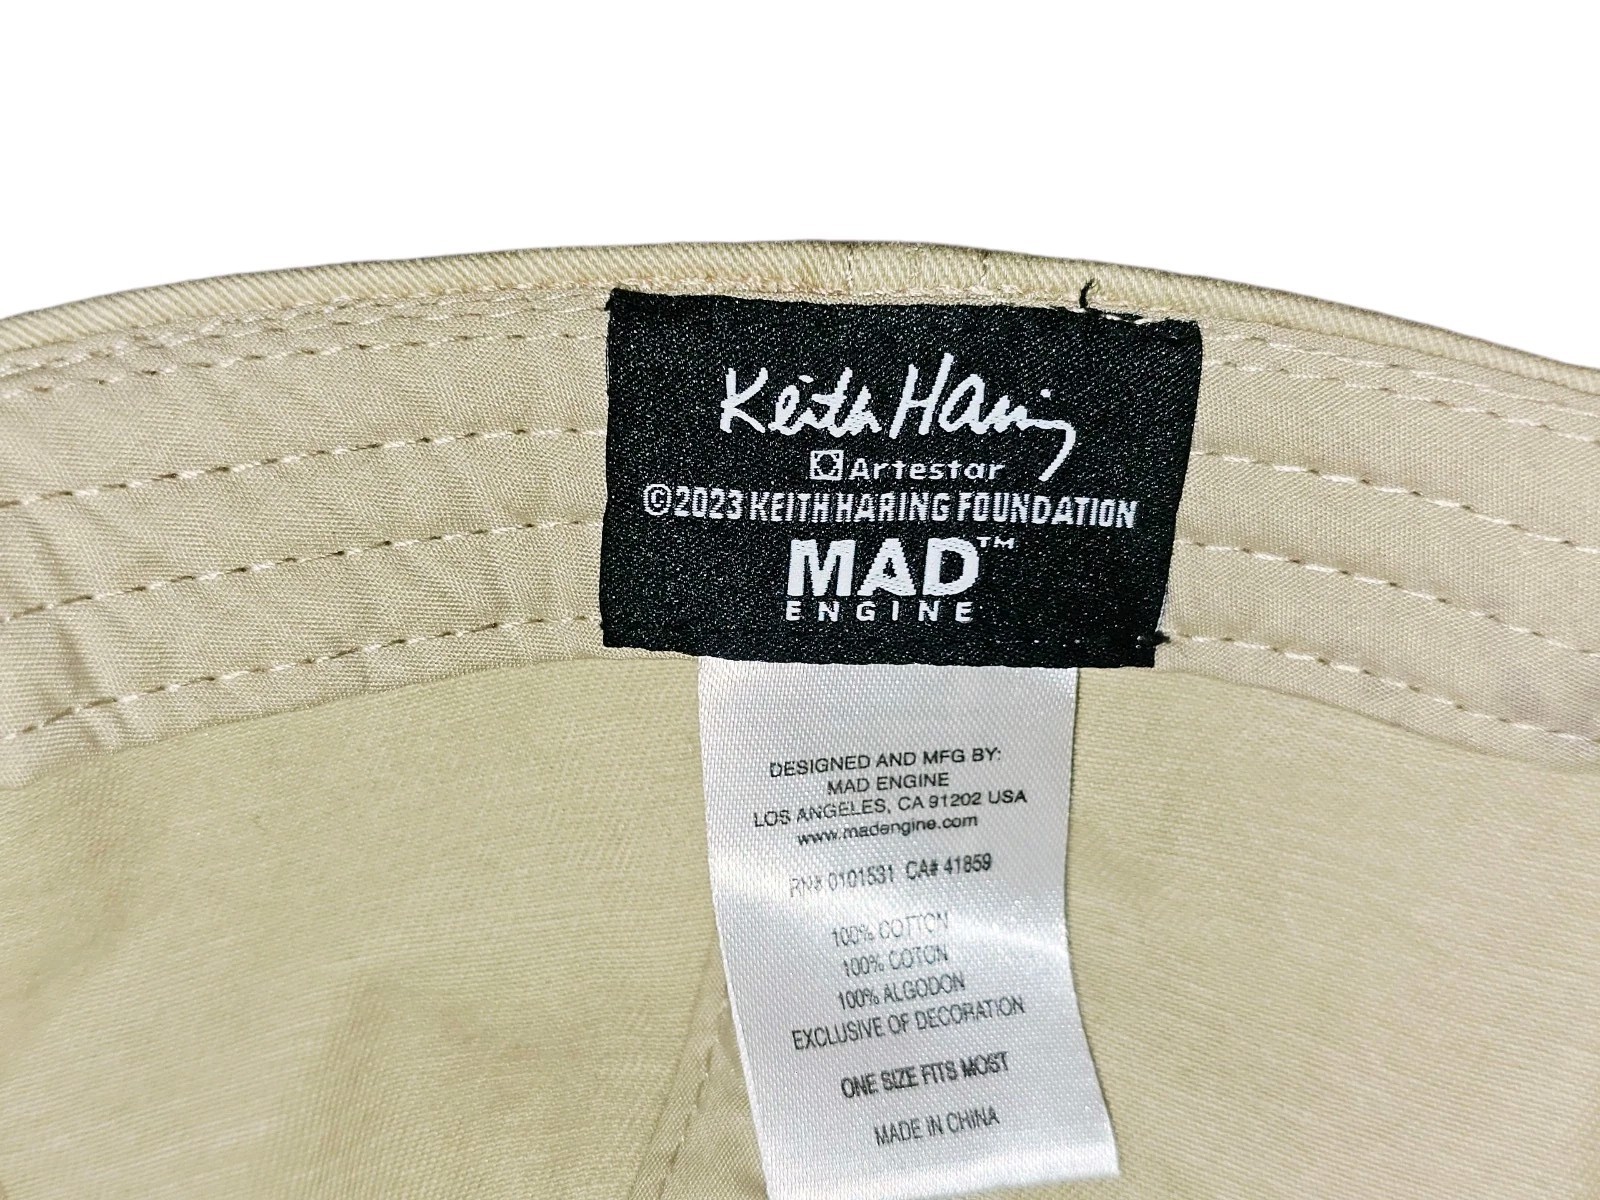 Keith Haring
Artestar
©2023 KEITH HARING FOUNDATION
MAD™
ENGINE
DESIGNED AND MFG BY:
MAD ENGINE
LOS ANGELES, CA 91202 USA
www.madengine.com
RN# 0101531 CA# 41859
100% COTTON
100% COTON
100% ALGODON
EXCLUSIVE OF DECORATION
ONE SIZE FITS MOST
MADE IN CHINA